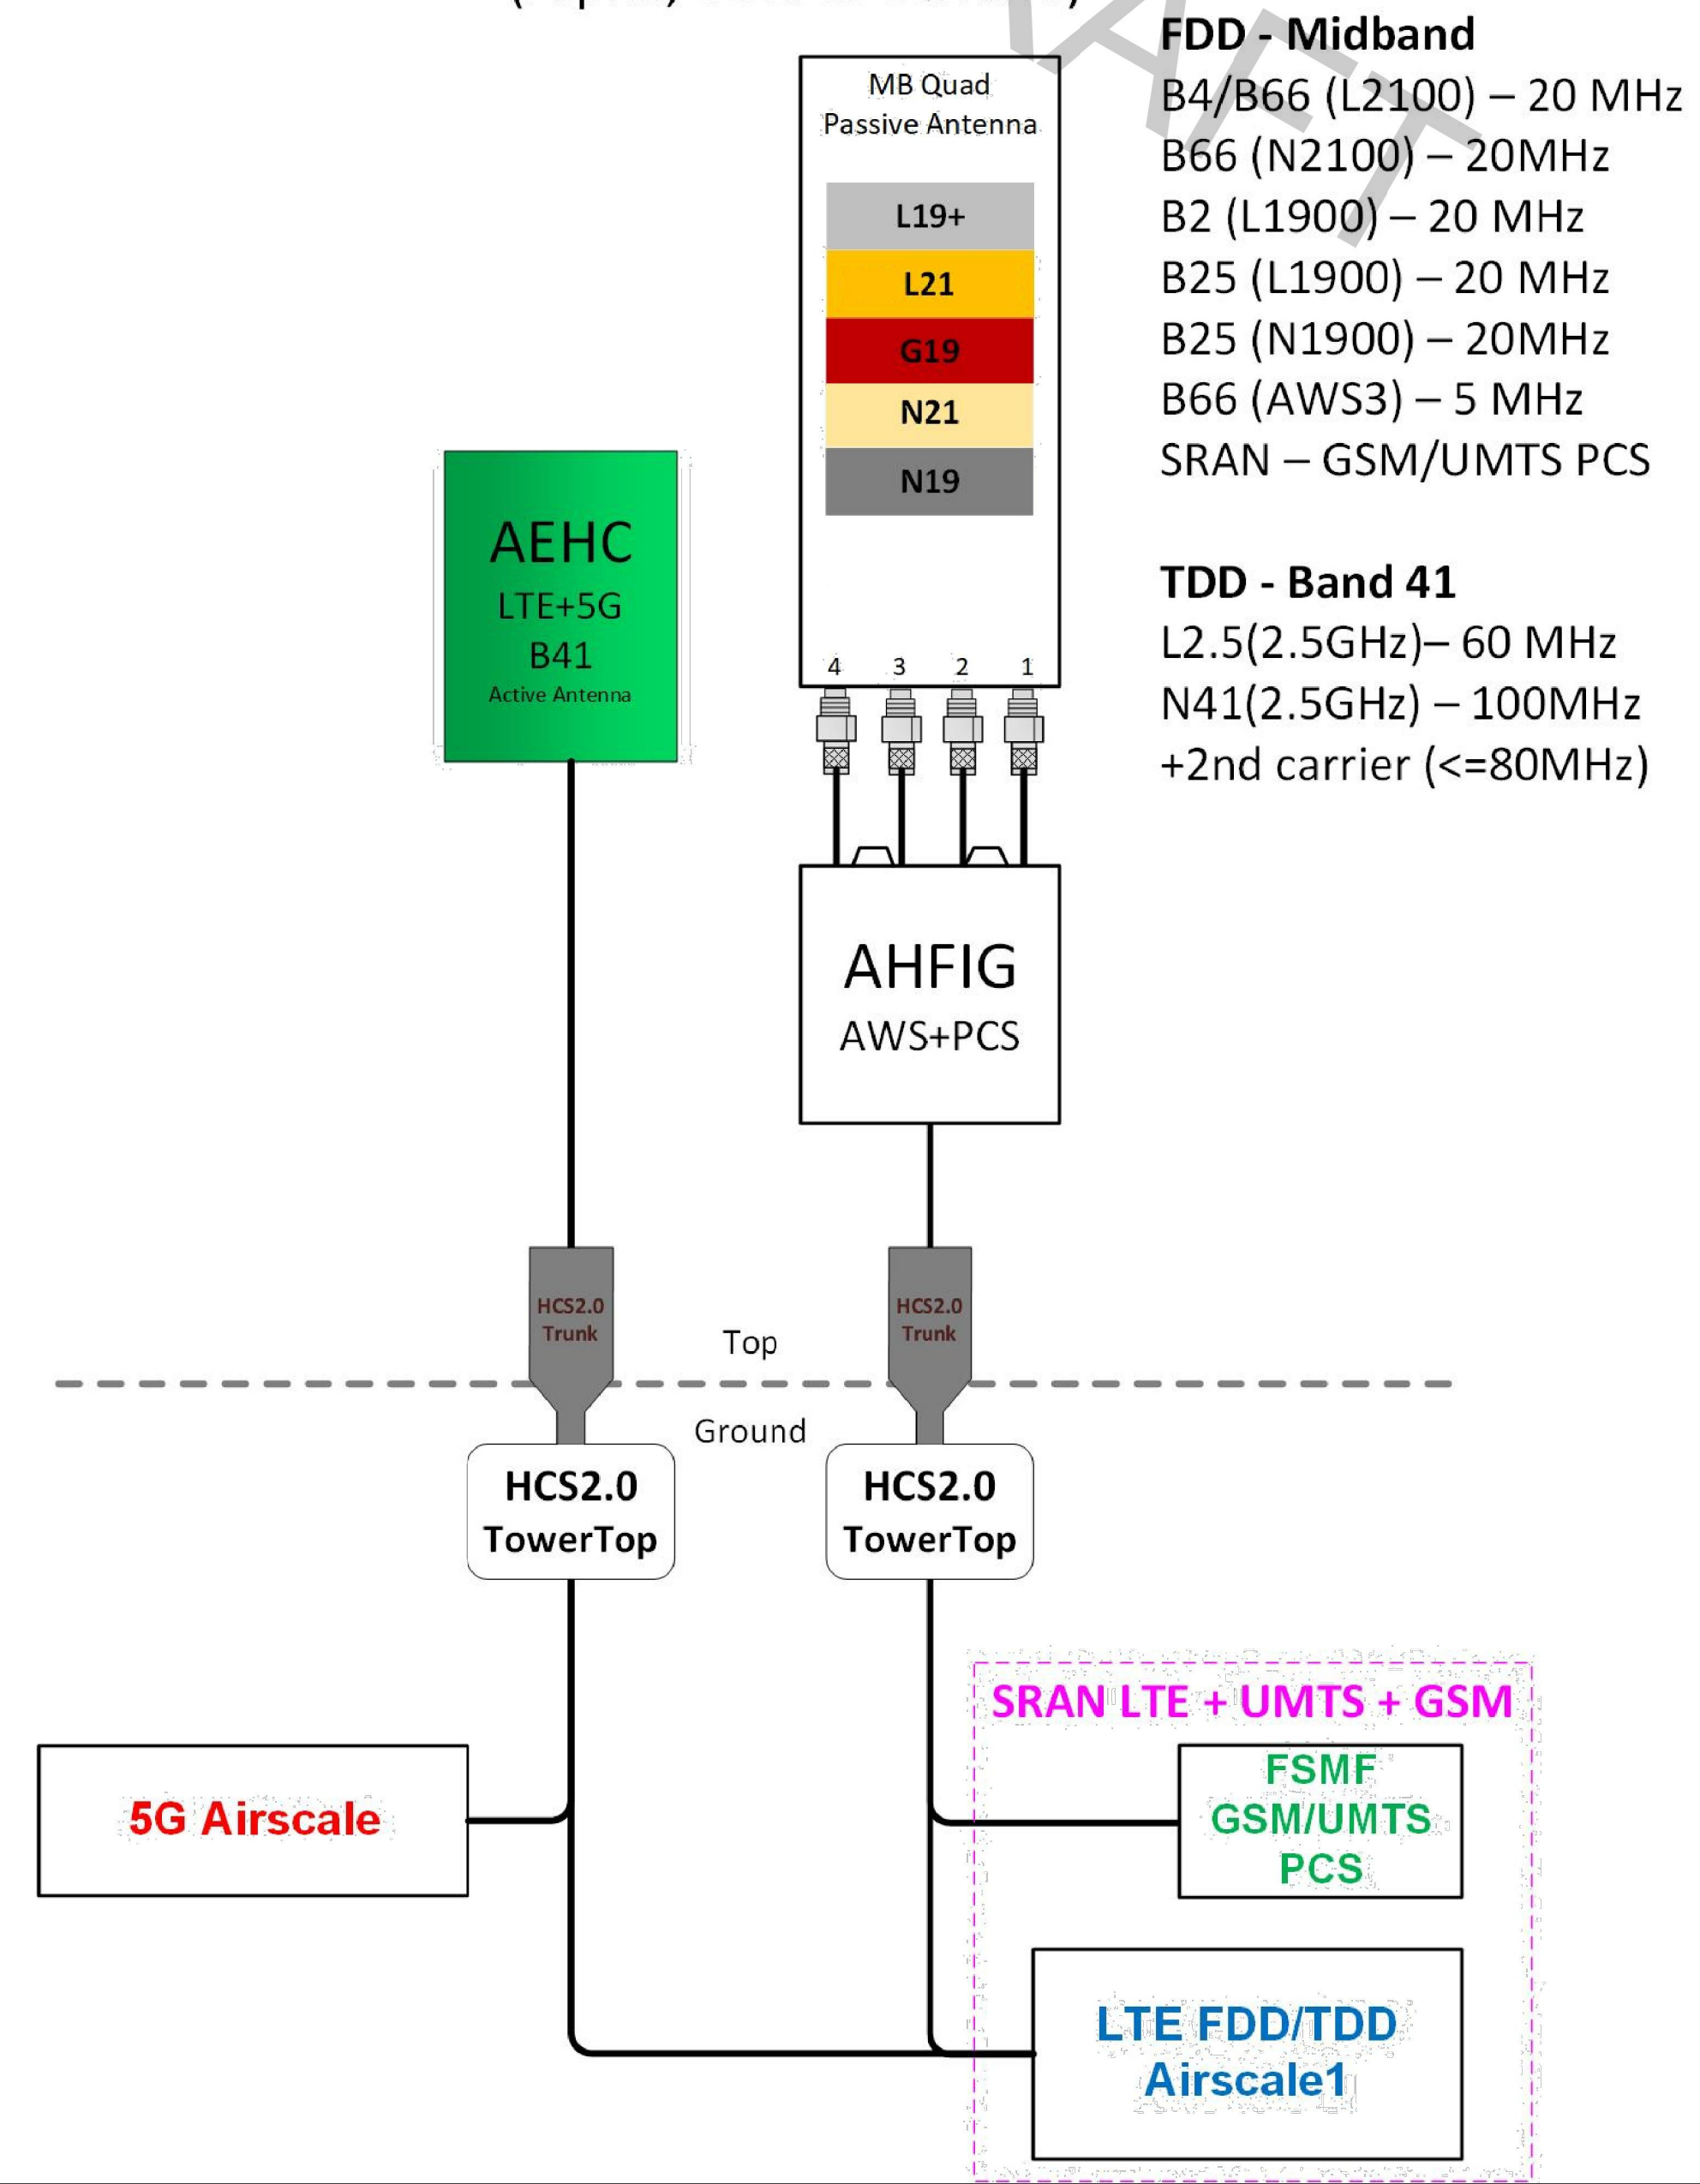 FDD - Midband
B4/B66 (L2100) – 20 MHz
B66 (N2100) – 20MHz
B2 (L1900) – 20 MHz
B25 (L1900) – 20 MHz
B25 (N1900) – 20MHz
B66 (AWS3) – 5 MHz
SRAN – GSM/UMTS PCS
TDD - Band 41
L2.5(2.5GHz)– 60 MHz
N41(2.5GHz) – 100MHz
+2nd carrier (<=80MHz)
MB Quad
Passive Antenna
L19+
L21
G19
N21
N19
4 3 2 1
AEHC
LTE+5G
B41
Active Antenna
AHFIG
AWS+PCS
HCS2.0
Trunk
HCS2.0
Trunk
Top
Ground
HCS2.0
TowerTop
HCS2.0
TowerTop
SRAN LTE + UMTS + GSM
5G Airscale
FSMF
GSM/UMTS
PCS
LTE FDD/TDD
Airscale1